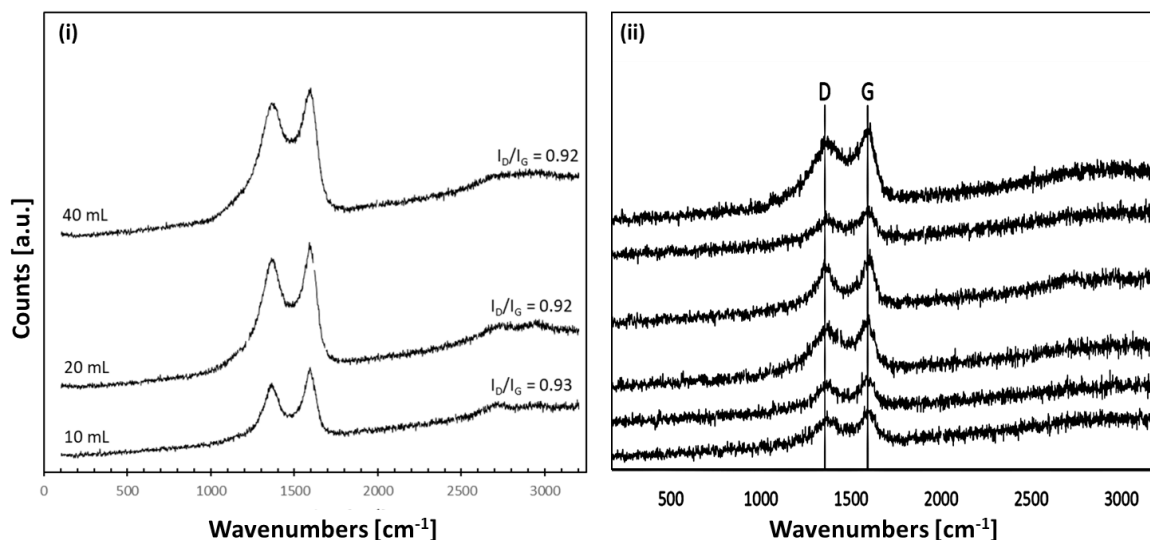 (i)
I_D/I_G = 0.92
40 mL
I_D/I_G = 0.92
20 mL
I_D/I_G = 0.93
10 mL
0 500 1000 1500 2000 2500 3000
Wavenumbers [cm⁻¹]
Counts [a.u.]
(ii)
D G
500 1000 1500 2000 2500 3000
Wavenumbers [cm⁻¹]